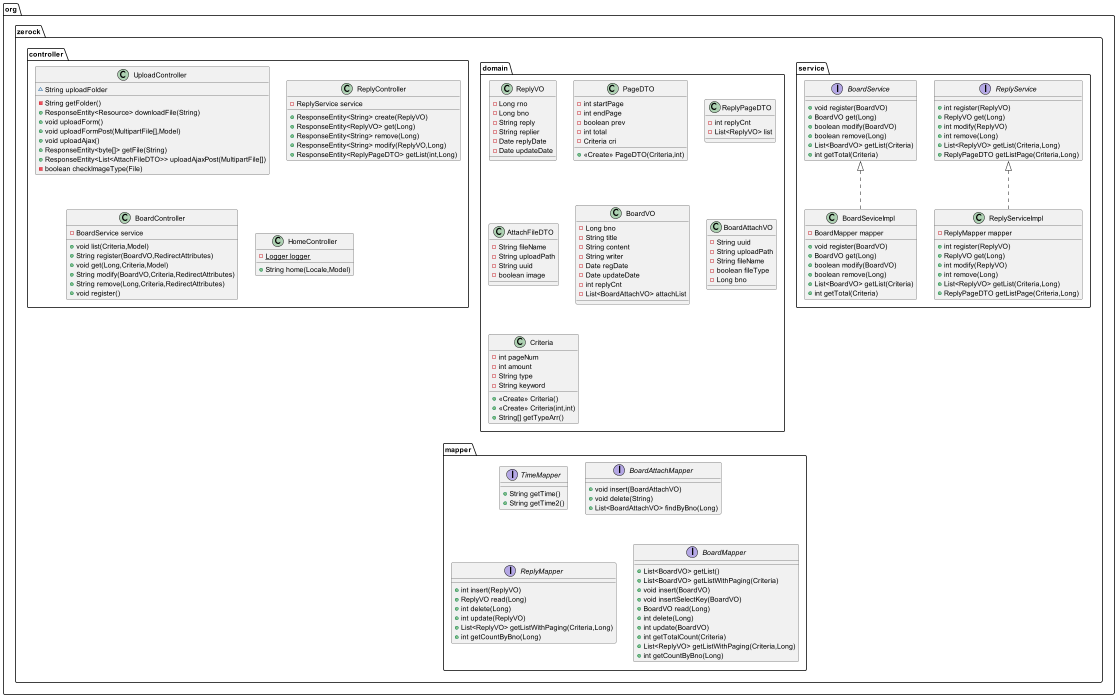 org
zerock
controller
C UploadController
String uploadFolder
String getFolder()
ResponseEntity<Resource> downloadFile(String)
void uploadForm()
void uploadFormPost(MultipartFile[],Model)
void uploadAjax()
ResponseEntity<byte[]> getFile(String)
ResponseEntity<List<AttachFileDTO>> uploadAjaxPost(MultipartFile[])
boolean checkImageType(File)
C ReplyController
ReplyService service
ResponseEntity<String> create(ReplyVO)
ResponseEntity<ReplyVO> get(Long)
ResponseEntity<String> remove(Long)
ResponseEntity<String> modify(ReplyVO,Long)
ResponseEntity<ReplyPageDTO> getList(int,Long)
C BoardController
BoardService service
void list(Criteria,Model)
String register(BoardVO,RedirectAttributes)
void get(Long,Criteria,Model)
String modify(BoardVO,Criteria,RedirectAttributes)
String remove(Long,Criteria,RedirectAttributes)
void register()
C HomeController
Logger logger
String home(Locale,Model)
domain
C ReplyVO
Long rno
Long bno
String reply
String replier
Date replyDate
Date updateDate
C PageDTO
int startPage
int endPage
boolean prev
int total
Criteria cri
«Create» PageDTO(Criteria,int)
C ReplyPageDTO
int replyCnt
List<ReplyVO> list
C AttachFileDTO
String fileName
String uploadPath
String uuid
boolean image
C BoardVO
Long bno
String title
String content
String writer
Date regDate
Date updateDate
int replyCnt
List<BoardAttachVO> attachList
C BoardAttachVO
String uuid
String uploadPath
String fileName
boolean fileType
Long bno
C Criteria
int pageNum
int amount
String type
String keyword
«Create» Criteria()
«Create» Criteria(int,int)
String[] getTypeArr()
service
I BoardService
void register(BoardVO)
BoardVO get(Long)
boolean modify(BoardVO)
boolean remove(Long)
List<BoardVO> getList(Criteria)
int getTotal(Criteria)
I ReplyService
int register(ReplyVO)
ReplyVO get(Long)
int modify(ReplyVO)
int remove(Long)
List<ReplyVO> getList(Criteria,Long)
ReplyPageDTO getListPage(Criteria,Long)
C BoardSeviceImpl
BoardMapper mapper
void register(BoardVO)
BoardVO get(Long)
boolean modify(BoardVO)
boolean remove(Long)
List<BoardVO> getList(Criteria)
int getTotal(Criteria)
C ReplyServiceImpl
ReplyMapper mapper
int register(ReplyVO)
ReplyVO get(Long)
int modify(ReplyVO)
int remove(Long)
List<ReplyVO> getList(Criteria,Long)
ReplyPageDTO getListPage(Criteria,Long)
mapper
I TimeMapper
String getTime()
String getTime2()
I BoardAttachMapper
void insert(BoardAttachVO)
void delete(String)
List<BoardAttachVO> findByBno(Long)
I ReplyMapper
int insert(ReplyVO)
ReplyVO read(Long)
int delete(Long)
int update(ReplyVO)
List<ReplyVO> getListWithPaging(Criteria,Long)
int getCountByBno(Long)
I BoardMapper
List<BoardVO> getList()
List<BoardVO> getListWithPaging(Criteria)
void insert(BoardVO)
void insertSelectKey(BoardVO)
BoardVO read(Long)
int delete(Long)
int update(BoardVO)
int getTotalCount(Criteria)
List<ReplyVO> getListWithPaging(Criteria,Long)
int getCountByBno(Long)